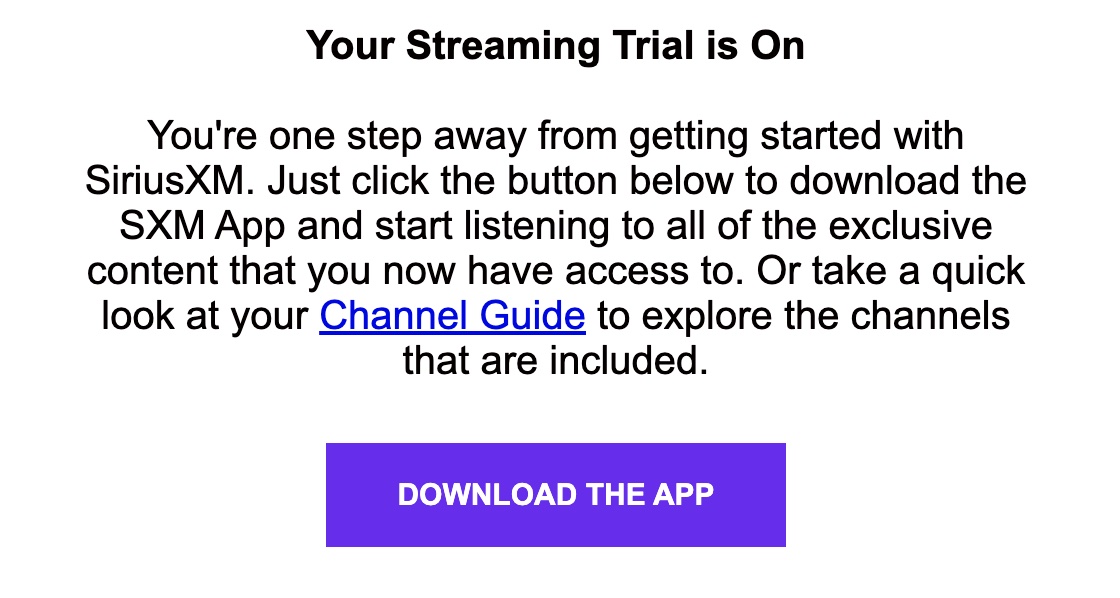 Your Streaming Trial is On
You're one step away from getting started with
SiriusXM. Just click the button below to download the
SXM App and start listening to all of the exclusive
content that you now have access to. Or take a quick
look at your Channel Guide to explore the channels
that are included.
DOWNLOAD THE APP